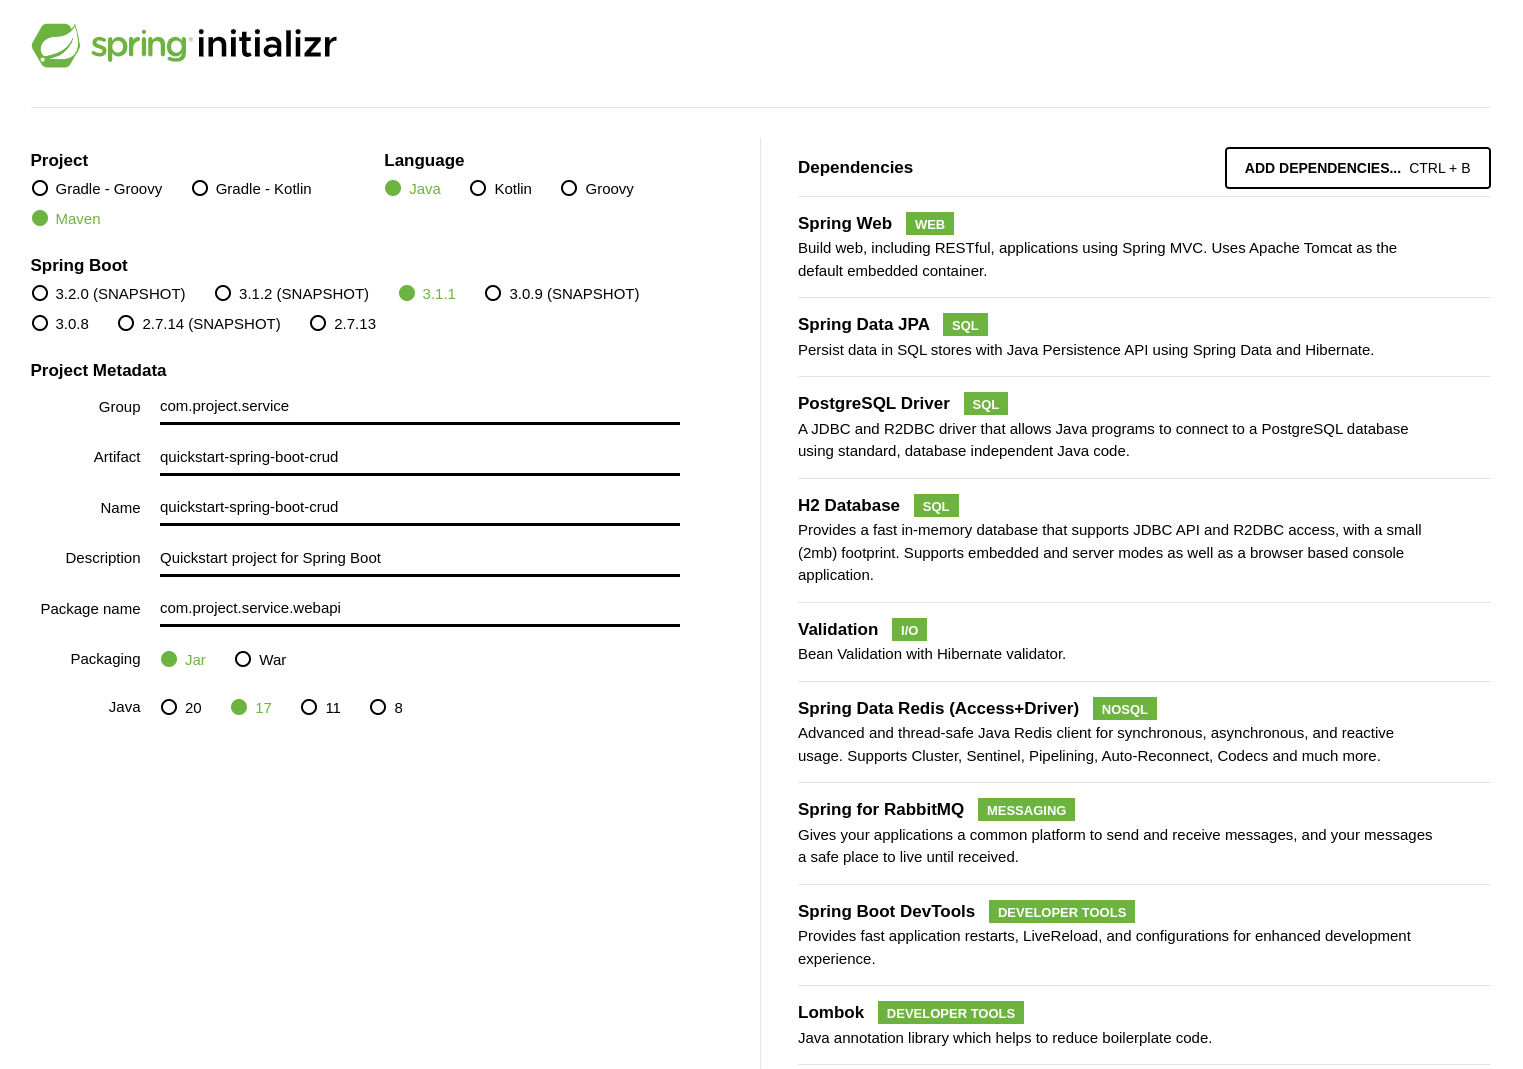 spring initializr
Project
Gradle - Groovy Gradle - Kotlin
Maven
Language
Java Kotlin Groovy
Spring Boot
3.2.0 (SNAPSHOT) 3.1.2 (SNAPSHOT) 3.1.1 3.0.9 (SNAPSHOT)
3.0.8 2.7.14 (SNAPSHOT) 2.7.13
Project Metadata
Group com.project.service
Artifact quickstart-spring-boot-crud
Name quickstart-spring-boot-crud
Description Quickstart project for Spring Boot
Package name com.project.service.webapi
Packaging Jar War
Java 20 17 11 8
Dependencies ADD DEPENDENCIES... CTRL + B
Spring Web WEB
Build web, including RESTful, applications using Spring MVC. Uses Apache Tomcat as the
default embedded container.
Spring Data JPA SQL
Persist data in SQL stores with Java Persistence API using Spring Data and Hibernate.
PostgreSQL Driver SQL
A JDBC and R2DBC driver that allows Java programs to connect to a PostgreSQL database
using standard, database independent Java code.
H2 Database SQL
Provides a fast in-memory database that supports JDBC API and R2DBC access, with a small
(2mb) footprint. Supports embedded and server modes as well as a browser based console
application.
Validation I/O
Bean Validation with Hibernate validator.
Spring Data Redis (Access+Driver) NOSQL
Advanced and thread-safe Java Redis client for synchronous, asynchronous, and reactive
usage. Supports Cluster, Sentinel, Pipelining, Auto-Reconnect, Codecs and much more.
Spring for RabbitMQ MESSAGING
Gives your applications a common platform to send and receive messages, and your messages
a safe place to live until received.
Spring Boot DevTools DEVELOPER TOOLS
Provides fast application restarts, LiveReload, and configurations for enhanced development
experience.
Lombok DEVELOPER TOOLS
Java annotation library which helps to reduce boilerplate code.